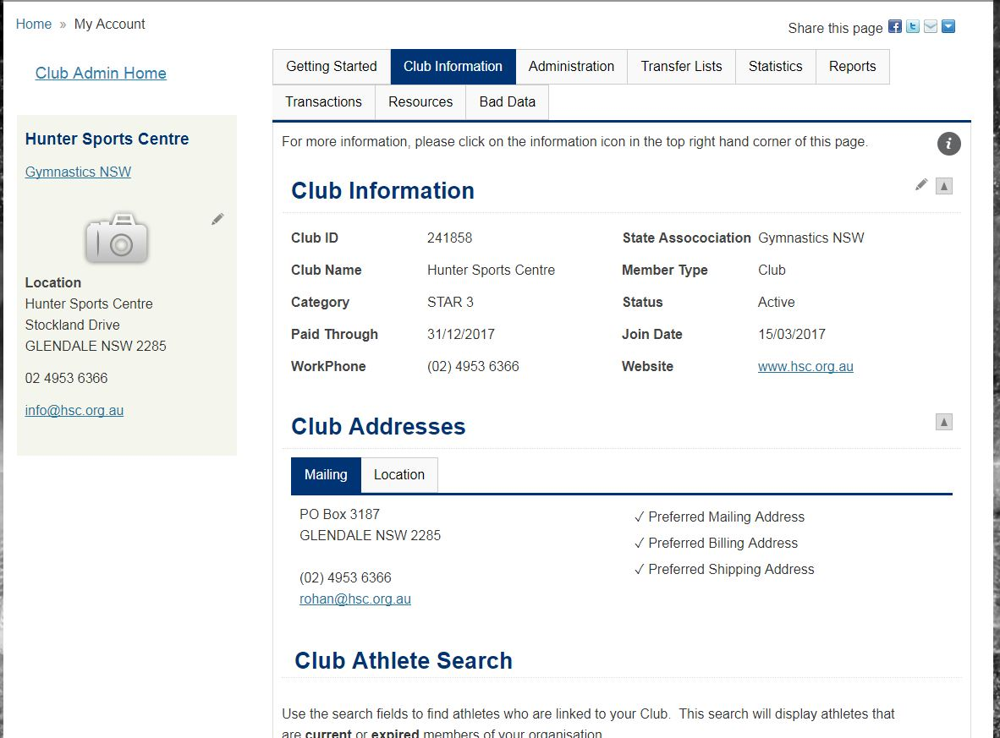 Home » My Account
Share this page
Club Admin Home
Getting Started Club Information Administration Transfer Lists Statistics Reports
Transactions Resources Bad Data
Hunter Sports Centre
Gymnastics NSW
Location
Hunter Sports Centre
Stockland Drive
GLENDALE NSW 2285
02 4953 6366
info@hsc.org.au
For more information, please click on the information icon in the top right hand corner of this page.
Club Information
Club ID 241858 State Assocociation Gymnastics NSW
Club Name Hunter Sports Centre Member Type Club
Category STAR 3 Status Active
Paid Through 31/12/2017 Join Date 15/03/2017
WorkPhone (02) 4953 6366 Website www.hsc.org.au
Club Addresses
Mailing Location
PO Box 3187
GLENDALE NSW 2285
(02) 4953 6366
rohan@hsc.org.au
✓ Preferred Mailing Address
✓ Preferred Billing Address
✓ Preferred Shipping Address
Club Athlete Search
Use the search fields to find athletes who are linked to your Club. This search will display athletes that
are current or expired members of your organisation.